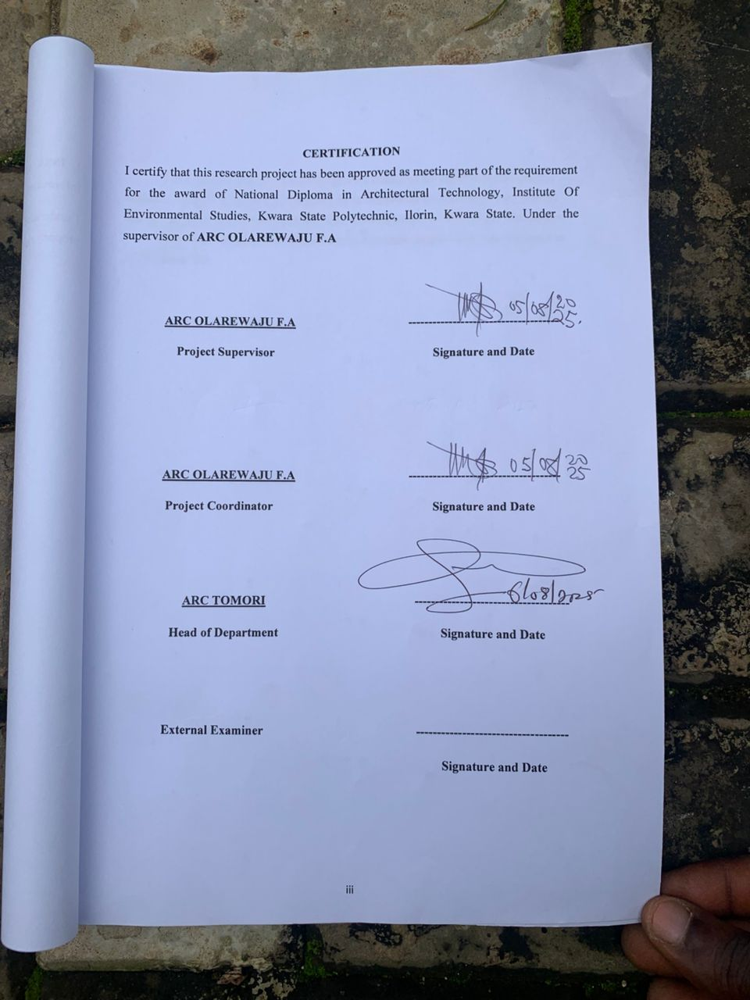 CERTIFICATION
I certify that this research project has been approved as meeting part of the requirement
for the award of National Diploma in Architectural Technology, Institute Of
Environmental Studies, Kwara State Polytechnic, Ilorin, Kwara State. Under the
supervisor of ARC OLAREWAJU F.A
05/08/2025.
ARC OLAREWAJU F.A
Project Supervisor Signature and Date
05/08/2025
ARC OLAREWAJU F.A
Project Coordinator Signature and Date
6/08/2025
ARC TOMORI
Head of Department Signature and Date
External Examiner
Signature and Date
iii